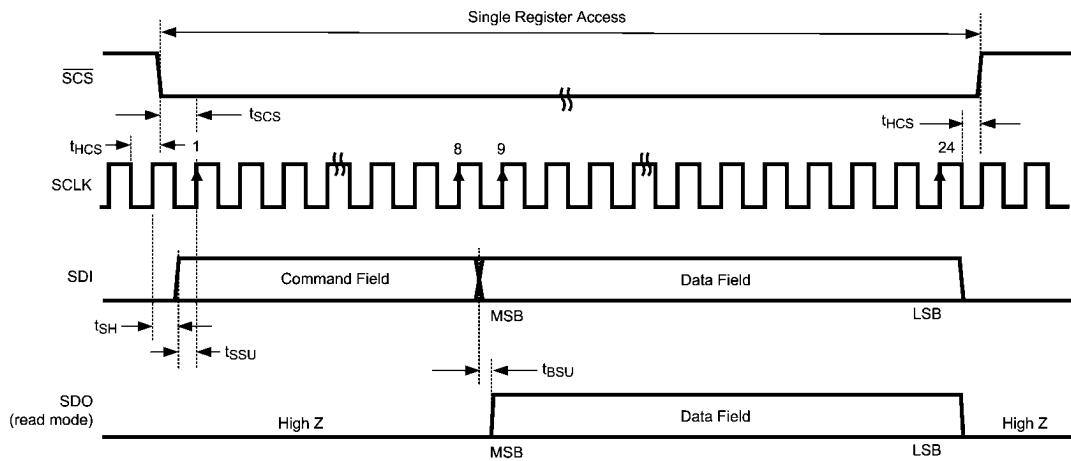 Single Register Access
SCS
tSCS
tHCS
tHCS
1
8
9
24
SCLK
SDI
Command Field
Data Field
MSB
LSB
tSH
tSSU
tBSU
SDO
(read mode)
High Z
Data Field
High Z
MSB
LSB